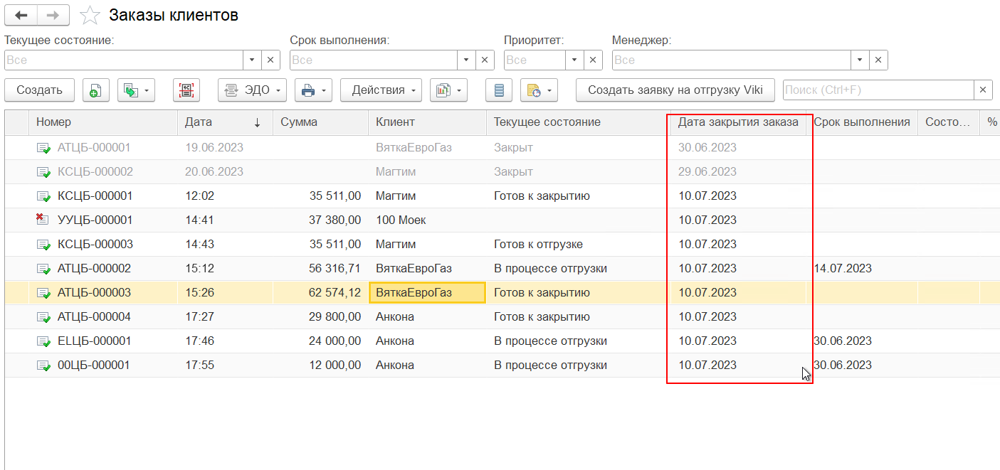 Заказы клиентов
Текущее состояние: Срок выполнения: Приоритет: Менеджер:
Все Все Все Все
Создать ЭДО Действия Создать заявку на отгрузку Viki Поиск (Ctrl+F)
Номер Дата Сумма Клиент Текущее состояние Дата закрытия заказа Срок выполнения Состо... %
АТЦБ-000001 19.06.2023 ВяткаЕвроГаз Закрыт 30.06.2023
КСЦБ-000002 20.06.2023 Магтим Закрыт 29.06.2023
КСЦБ-000001 12:02 35 511,00 Магтим Готов к закрытию 10.07.2023
УУЦБ-000001 14:41 37 380,00 100 Моек 10.07.2023
КСЦБ-000003 14:43 35 511,00 Магтим Готов к отгрузке 10.07.2023
АТЦБ-000002 15:12 56 316,71 ВяткаЕвроГаз В процессе отгрузки 10.07.2023 14.07.2023
АТЦБ-000003 15:26 62 574,12 ВяткаЕвроГаз Готов к закрытию 10.07.2023
АТЦБ-000004 17:27 29 800,00 Анкона Готов к закрытию 10.07.2023
ELЦБ-000001 17:46 24 000,00 Анкона В процессе отгрузки 10.07.2023 30.06.2023
00ЦБ-000001 17:55 12 000,00 Анкона В процессе отгрузки 10.07.2023 30.06.2023